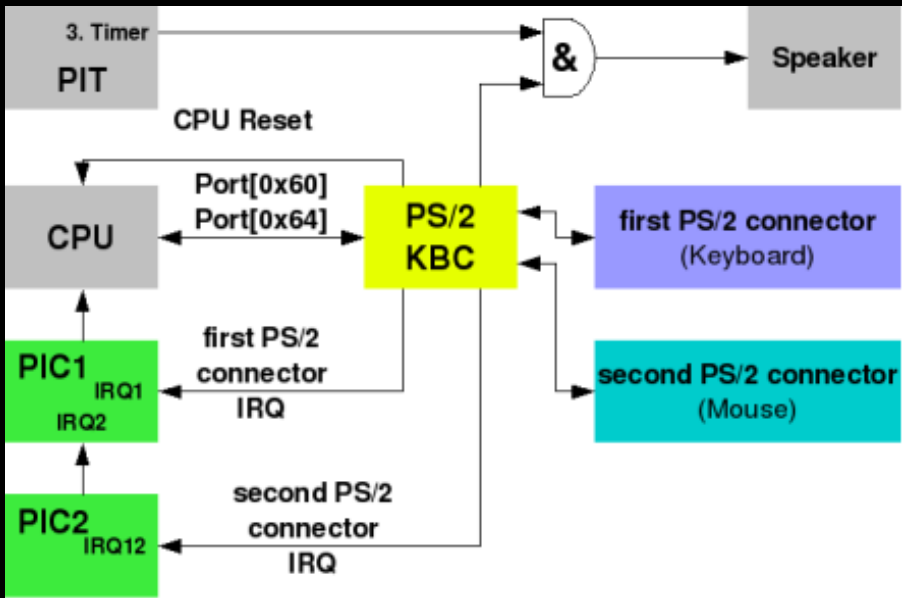 3. Timer
PIT
&
Speaker
CPU Reset
CPU
Port[0x60]
Port[0x64]
PS/2
KBC
first PS/2 connector
(Keyboard)
PIC1
IRQ1
IRQ2
first PS/2
connector
IRQ
second PS/2 connector
(Mouse)
PIC2
IRQ12
second PS/2
connector
IRQ